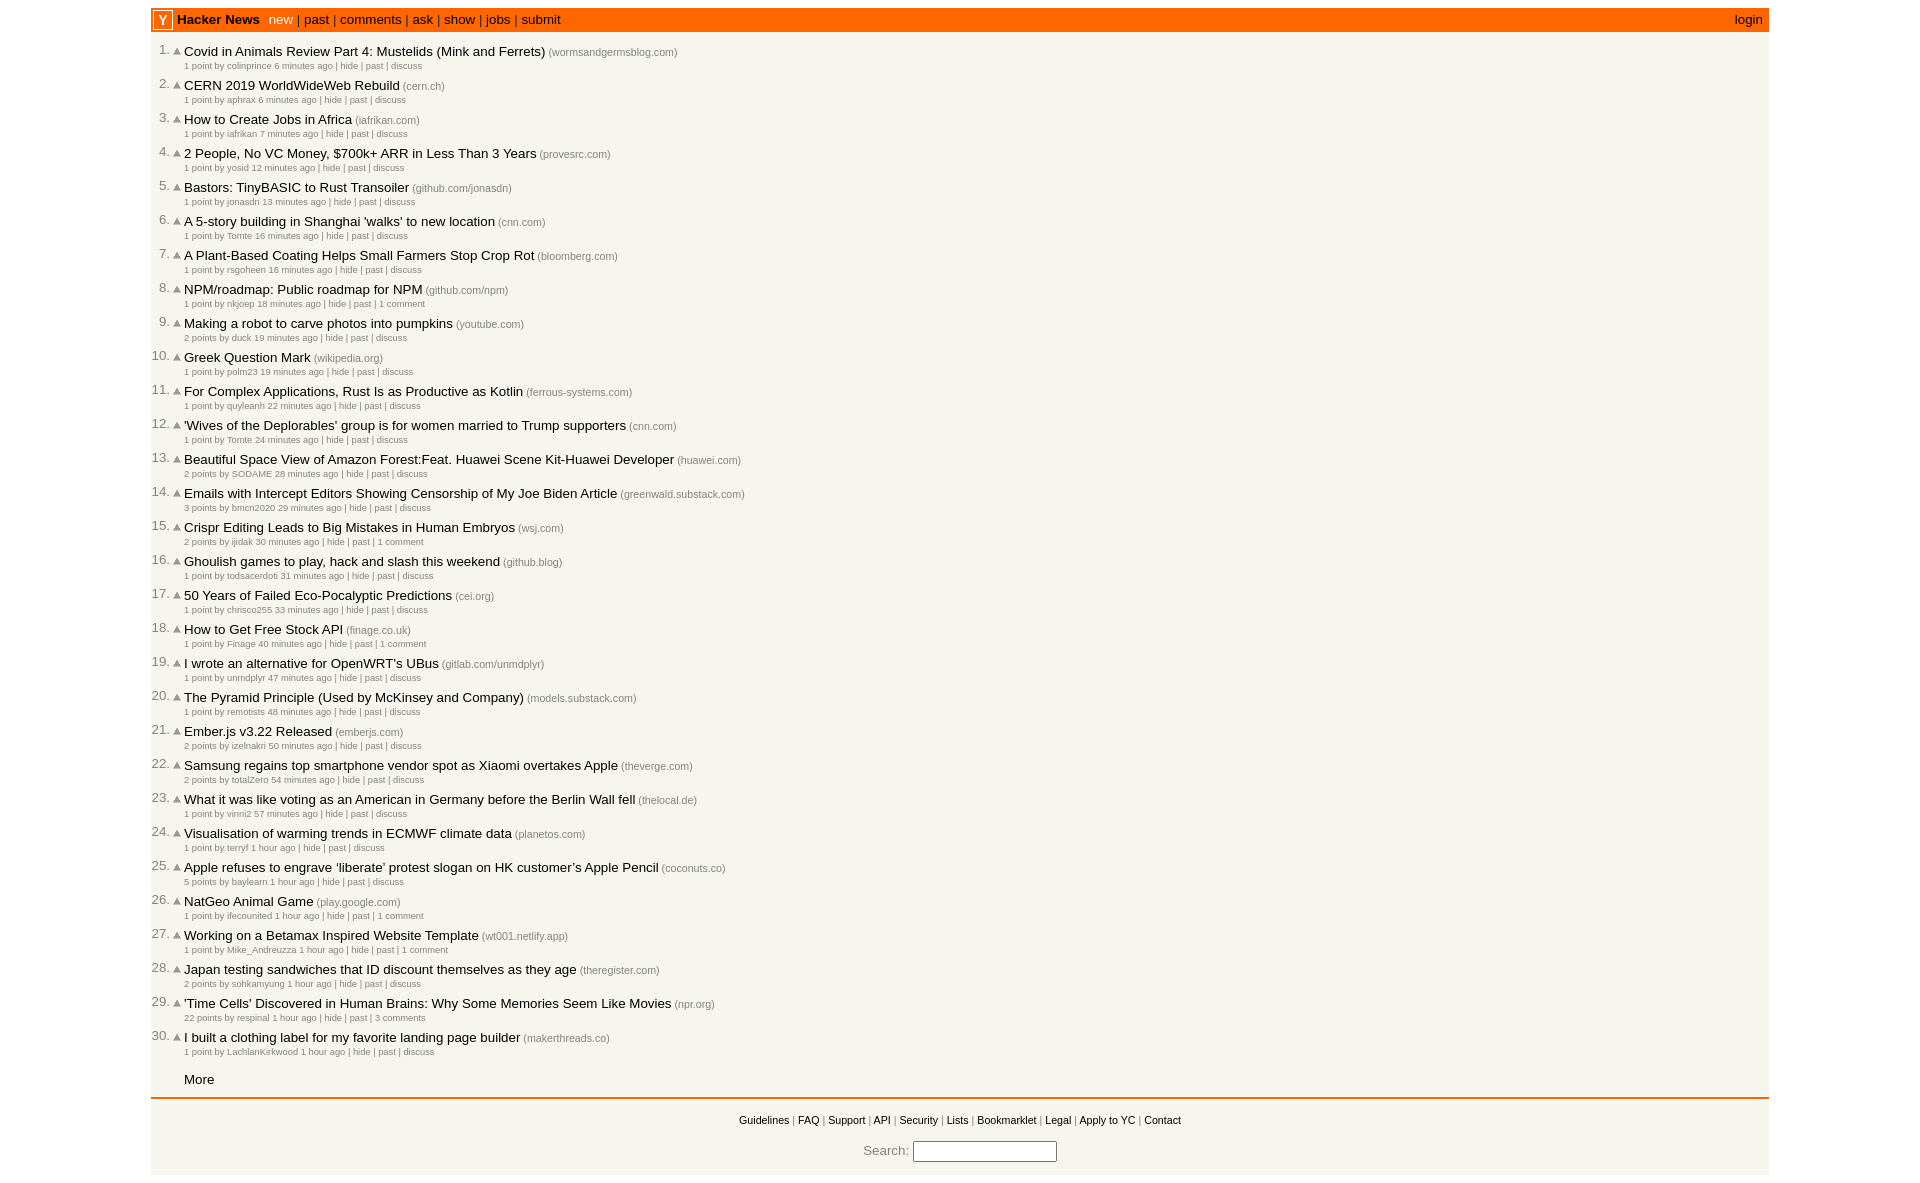 Y Hacker News new | past | comments | ask | show | jobs | submit login
1. Covid in Animals Review Part 4: Mustelids (Mink and Ferrets) (wormsandgermsblog.com)
1 point by colinprince 6 minutes ago | hide | past | discuss
2. CERN 2019 WorldWideWeb Rebuild (cern.ch)
1 point by aphrax 6 minutes ago | hide | past | discuss
3. How to Create Jobs in Africa (iafrikan.com)
1 point by iafrikan 7 minutes ago | hide | past | discuss
4. 2 People, No VC Money, $700k+ ARR in Less Than 3 Years (provesrc.com)
1 point by yosid 12 minutes ago | hide | past | discuss
5. Bastors: TinyBASIC to Rust Transoiler (github.com/jonasdn)
1 point by jonasdn 13 minutes ago | hide | past | discuss
6. A 5-story building in Shanghai 'walks' to new location (cnn.com)
1 point by Tomte 16 minutes ago | hide | past | discuss
7. A Plant-Based Coating Helps Small Farmers Stop Crop Rot (bloomberg.com)
1 point by rsgoheen 16 minutes ago | hide | past | discuss
8. NPM/roadmap: Public roadmap for NPM (github.com/npm)
1 point by nkjoep 18 minutes ago | hide | past | 1 comment
9. Making a robot to carve photos into pumpkins (youtube.com)
2 points by duck 19 minutes ago | hide | past | discuss
10. Greek Question Mark (wikipedia.org)
1 point by polm23 19 minutes ago | hide | past | discuss
11. For Complex Applications, Rust Is as Productive as Kotlin (ferrous-systems.com)
1 point by quyleanh 22 minutes ago | hide | past | discuss
12. 'Wives of the Deplorables' group is for women married to Trump supporters (cnn.com)
1 point by Tomte 24 minutes ago | hide | past | discuss
13. Beautiful Space View of Amazon Forest:Feat. Huawei Scene Kit-Huawei Developer (huawei.com)
2 points by SODAME 28 minutes ago | hide | past | discuss
14. Emails with Intercept Editors Showing Censorship of My Joe Biden Article (greenwald.substack.com)
3 points by bmcn2020 29 minutes ago | hide | past | discuss
15. Crispr Editing Leads to Big Mistakes in Human Embryos (wsj.com)
2 points by ijidak 30 minutes ago | hide | past | 1 comment
16. Ghoulish games to play, hack and slash this weekend (github.blog)
1 point by todsacerdoti 31 minutes ago | hide | past | discuss
17. 50 Years of Failed Eco-Pocalyptic Predictions (cei.org)
1 point by chrisco255 33 minutes ago | hide | past | discuss
18. How to Get Free Stock API (finage.co.uk)
1 point by Finage 40 minutes ago | hide | past | 1 comment
19. I wrote an alternative for OpenWRT's UBus (gitlab.com/unmdplyr)
1 point by unmdplyr 47 minutes ago | hide | past | discuss
20. The Pyramid Principle (Used by McKinsey and Company) (models.substack.com)
1 point by remotists 48 minutes ago | hide | past | discuss
21. Ember.js v3.22 Released (emberjs.com)
2 points by izelnakri 50 minutes ago | hide | past | discuss
22. Samsung regains top smartphone vendor spot as Xiaomi overtakes Apple (theverge.com)
2 points by totalZero 54 minutes ago | hide | past | discuss
23. What it was like voting as an American in Germany before the Berlin Wall fell (thelocal.de)
1 point by vinni2 57 minutes ago | hide | past | discuss
24. Visualisation of warming trends in ECMWF climate data (planetos.com)
1 point by terryf 1 hour ago | hide | past | discuss
25. Apple refuses to engrave ‘liberate’ protest slogan on HK customer’s Apple Pencil (coconuts.co)
5 points by baylearn 1 hour ago | hide | past | discuss
26. NatGeo Animal Game (play.google.com)
1 point by ifecounited 1 hour ago | hide | past | 1 comment
27. Working on a Betamax Inspired Website Template (wt001.netlify.app)
1 point by Mike_Andreuzza 1 hour ago | hide | past | 1 comment
28. Japan testing sandwiches that ID discount themselves as they age (theregister.com)
2 points by sohkamyung 1 hour ago | hide | past | discuss
29. 'Time Cells' Discovered in Human Brains: Why Some Memories Seem Like Movies (npr.org)
22 points by respinal 1 hour ago | hide | past | 3 comments
30. I built a clothing label for my favorite landing page builder (makerthreads.co)
1 point by LachlanKirkwood 1 hour ago | hide | past | discuss
More
Guidelines | FAQ | Support | API | Security | Lists | Bookmarklet | Legal | Apply to YC | Contact
Search: